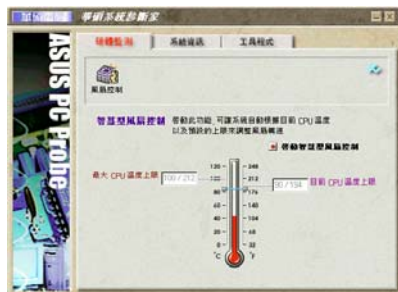 華碩系統診斷家
ASUS PC Probe
硬體監測
系統資訊
工具程式
風扇控制
智慧型風扇控制
啓動此功能, 可讓系統自動根據目前 CPU 溫度
以及預設的上限來調整風扇轉速
啓動智慧型風扇控制
最大 CPU 溫度上限
100 / 212
目前 CPU 溫度上限
90 / 194
120 248
100 212
80 176
60 140
40 104
20 68
0 32
°C °F